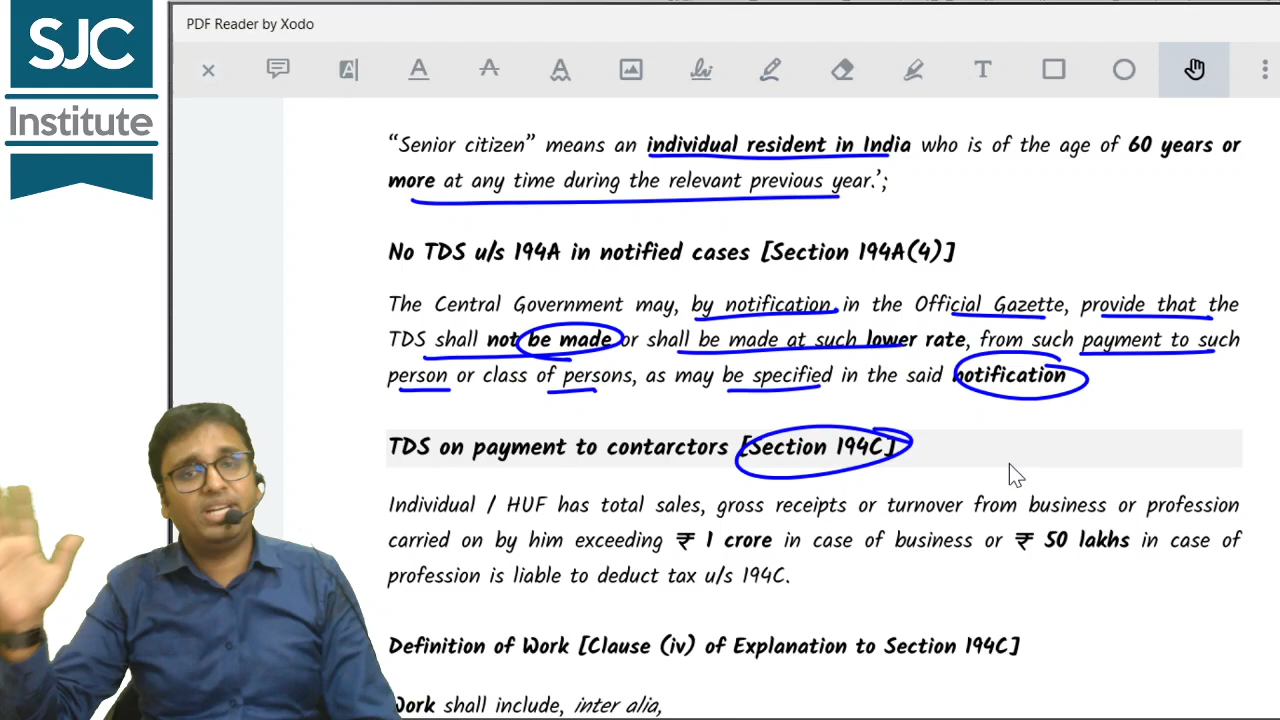 SJC
Institute
PDF Reader by Xodo
“Senior citizen” means an individual resident in India who is of the age of 60 years or
more at any time during the relevant previous year.’;
No TDS u/s 194A in notified cases [Section 194A(4)]
The Central Government may, by notification in the Official Gazette, provide that the
TDS shall not be made or shall be made at such lower rate, from such payment to such
person or class of persons, as may be specified in the said notification
TDS on payment to contarctors [Section 194C]
Individual / HUF has total sales, gross receipts or turnover from business or profession
carried on by him exceeding ₹ 1 crore in case of business or ₹ 50 lakhs in case of
profession is liable to deduct tax u/s 194C.
Definition of Work [Clause (iv) of Explanation to Section 194C]
Work shall include, inter alia,